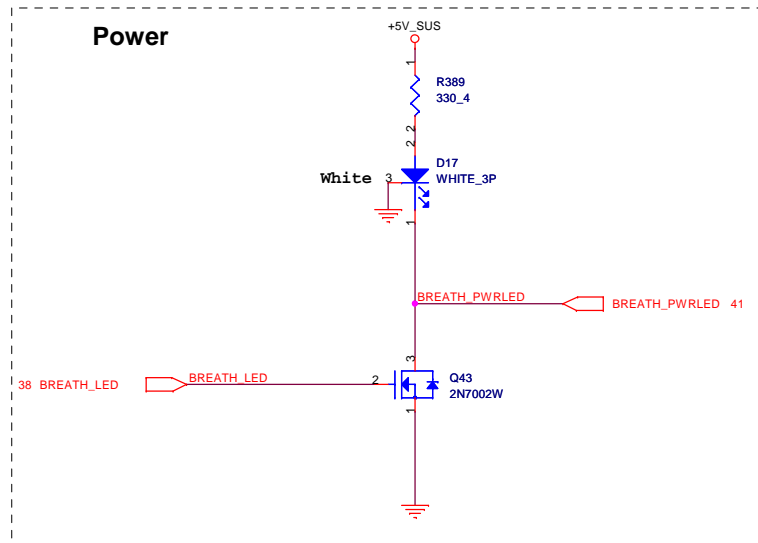 Power
+5V_SUS
1
R389
330_4
2
2
D17
WHITE_3P
White 3
1
BREATH_PWRLED
BREATH_PWRLED 41
3
38 BREATH_LED
BREATH_LED
2
Q43
2N7002W
1